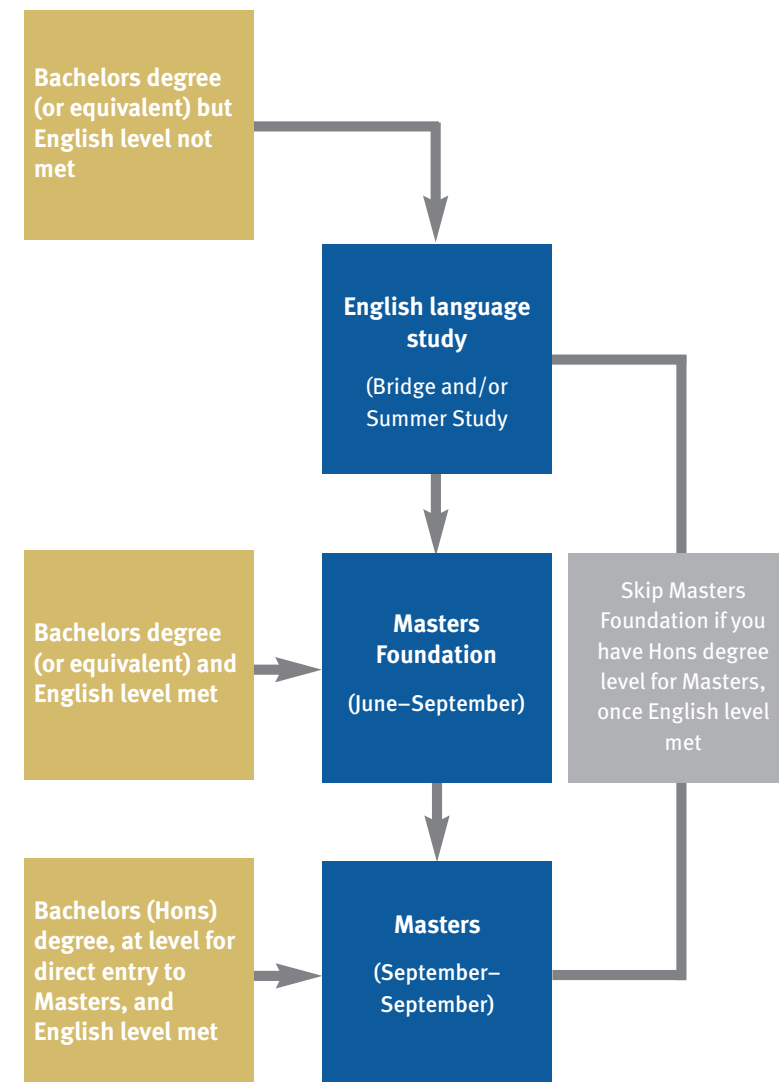 Bachelors degree
(or equivalent) but
English level not
met
English language
study
(Bridge and/or
Summer Study
Bachelors degree
(or equivalent) and
English level met
Masters
Foundation
(June–September)
Skip Masters
Foundation if you
have Hons degree
level for Masters,
once English level
met
Bachelors (Hons)
degree, at level for
direct entry to
Masters, and
English level met
Masters
(September–
September)